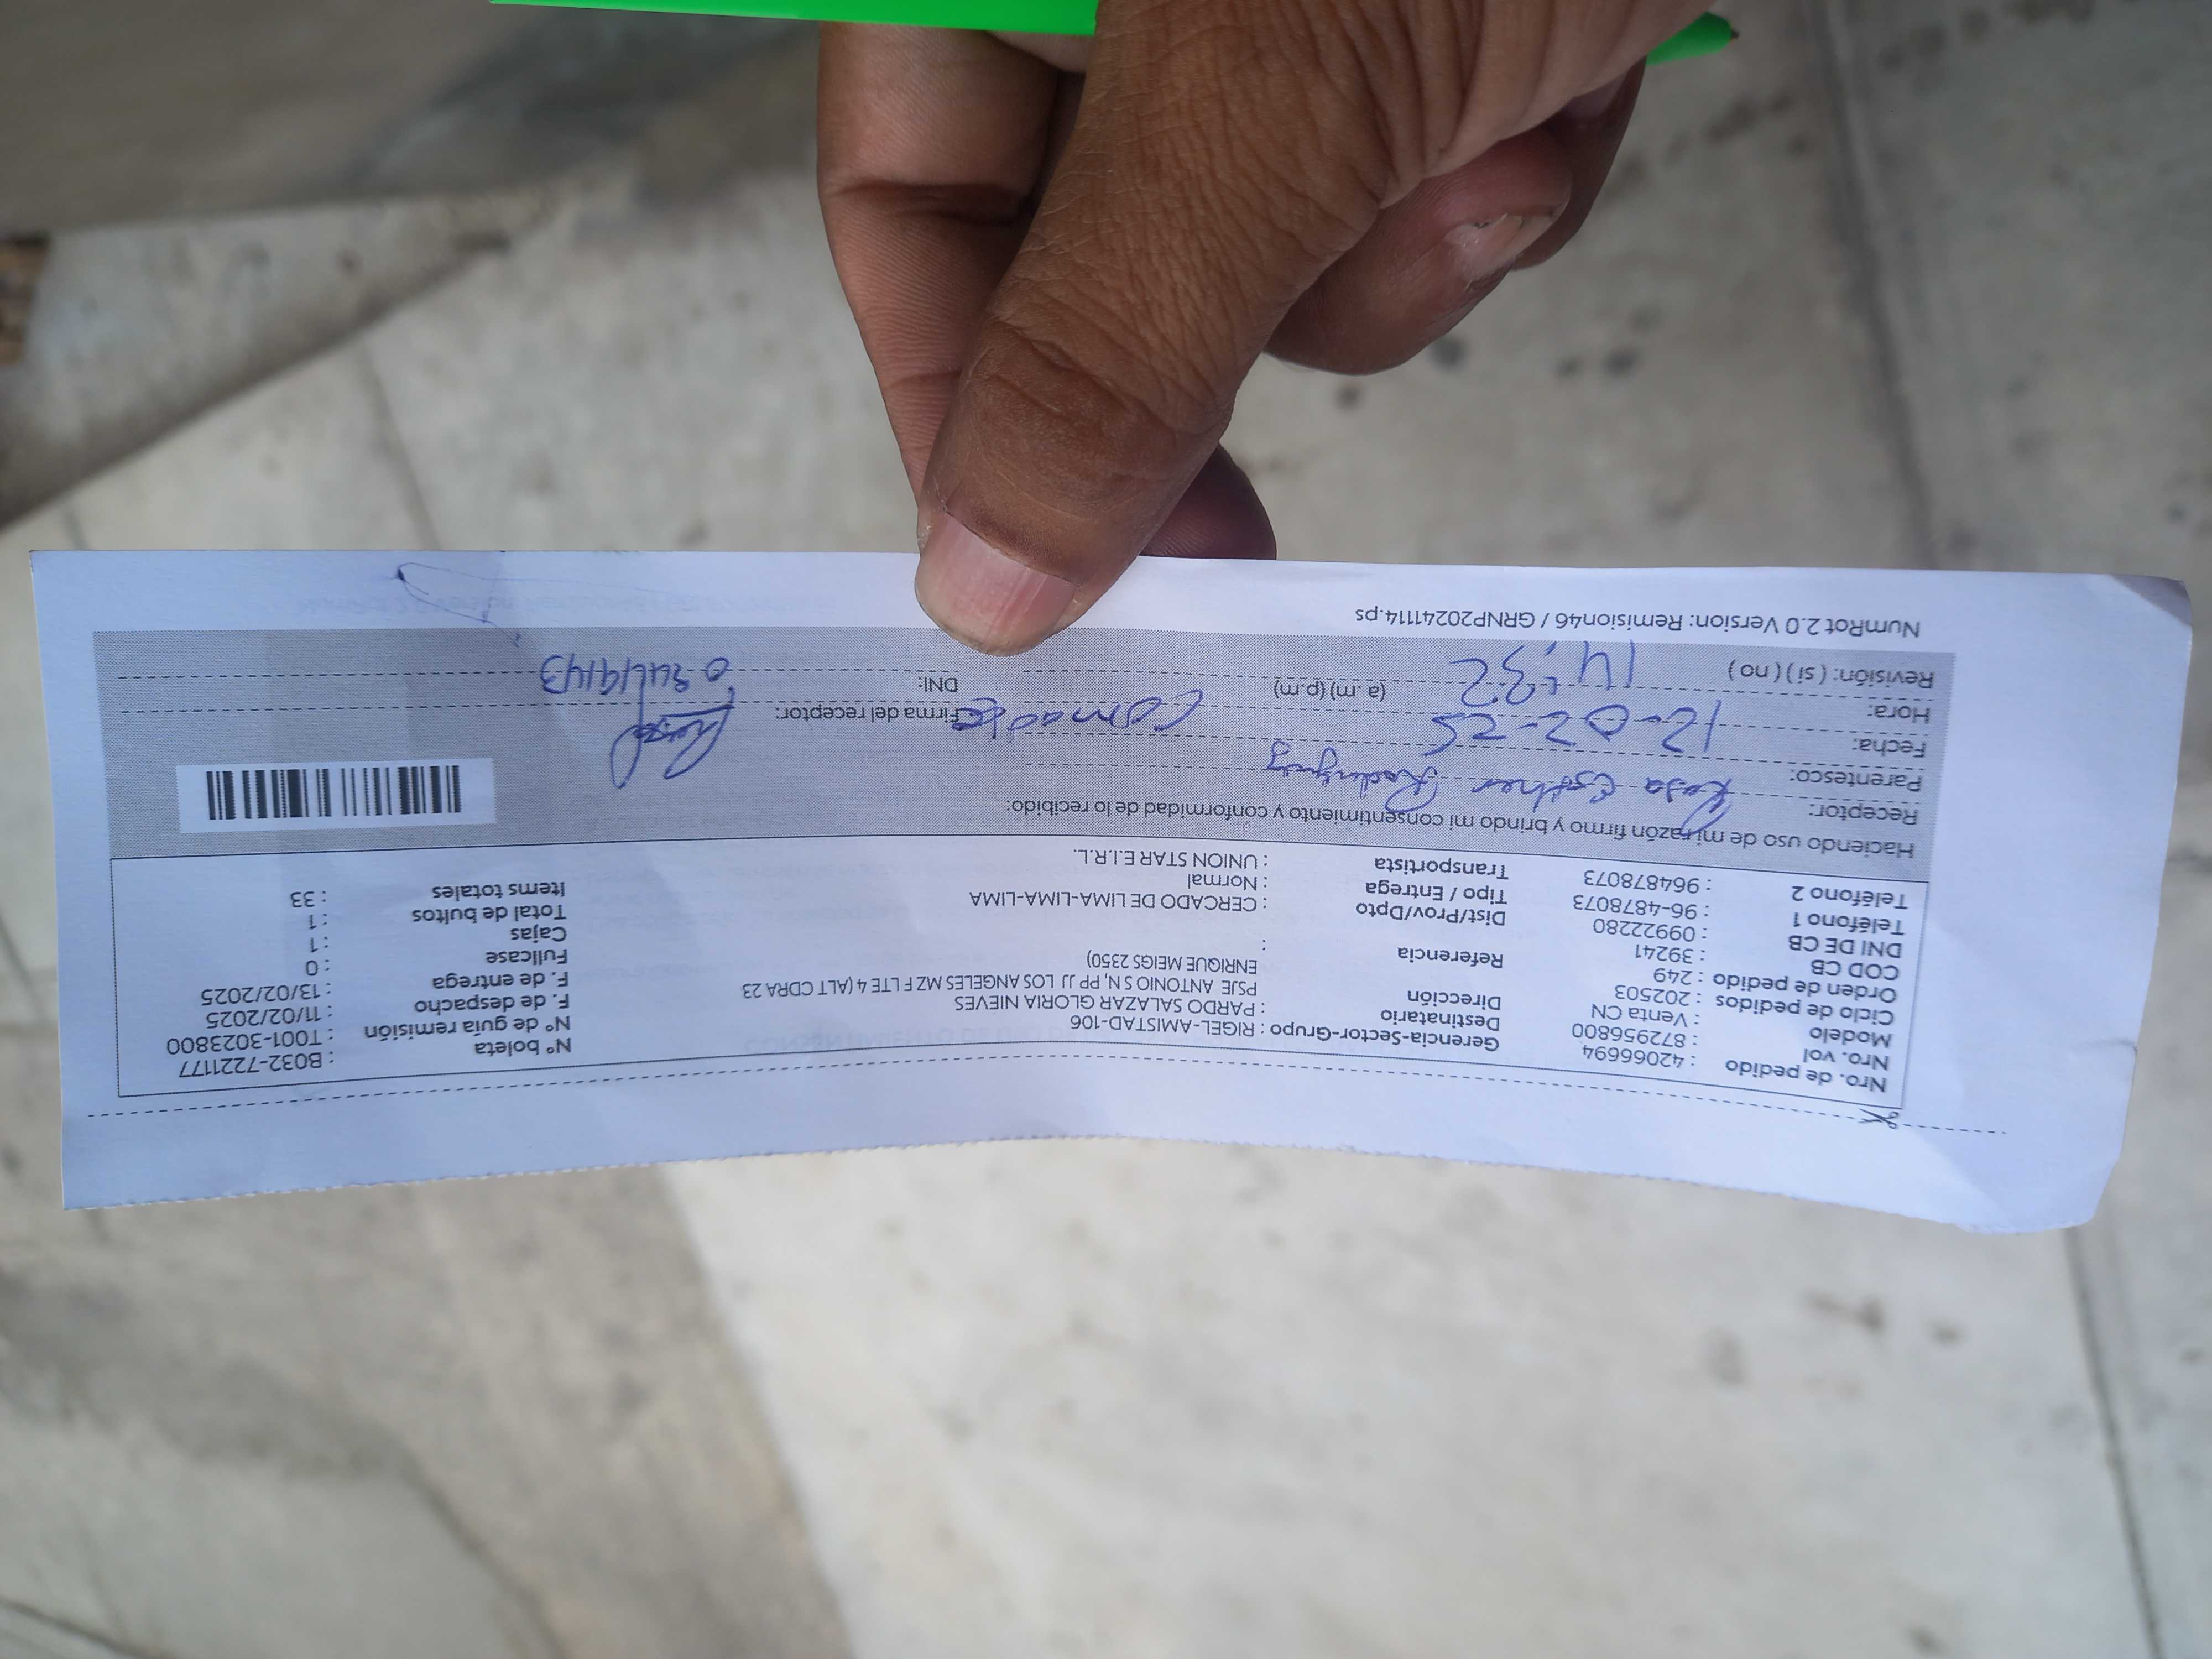 Nro. de pedido : 42066694 Gerencia-Sector-Grupo : RIGEL-AMISTAD-106 N° boleta : B032-7221177
Nro. vol : 872956800 Destinatario : PARDO SALAZAR GLORIA NIEVES N° de guía remisión : T001-3023800
Modelo : Venta CN Dirección PSJE ANTONIO S N, PP JJ LOS ANGELES MZ F LTE 4 (ALT CDRA 23 F. de despacho : 11/02/2025
Ciclo de pedidos : 202503 ENRIQUE MEIGS 2350) F. de entrega : 13/02/2025
Orden de pedido : 249 Referencia : Fullcase : 0
COD CB : 39241 Dist/Prov/Dpto : CERCADO DE LIMA-LIMA-LIMA Cajas : 1
DNI DE CB : 09922280 Tipo / Entrega : Normal Total de bultos : 1
Teléfono 1 : 96-4878073 Transportista : UNION STAR E.I.R.L. Items totales : 33
Teléfono 2 : 964878073
Haciendo uso de mi razón firmo y brindo mi consentimiento y conformidad de lo recibido:
Receptor: Rosa Esther Rodriguez
Parentesco: Comadre
Fecha: 12-02-25 Firma del receptor:
Hora: 14:32 (a.m) (p.m) DNI:
Revisión: ( si ) ( no )
NumRot 2.0 Version: Remision46 / GRNP20241114.ps